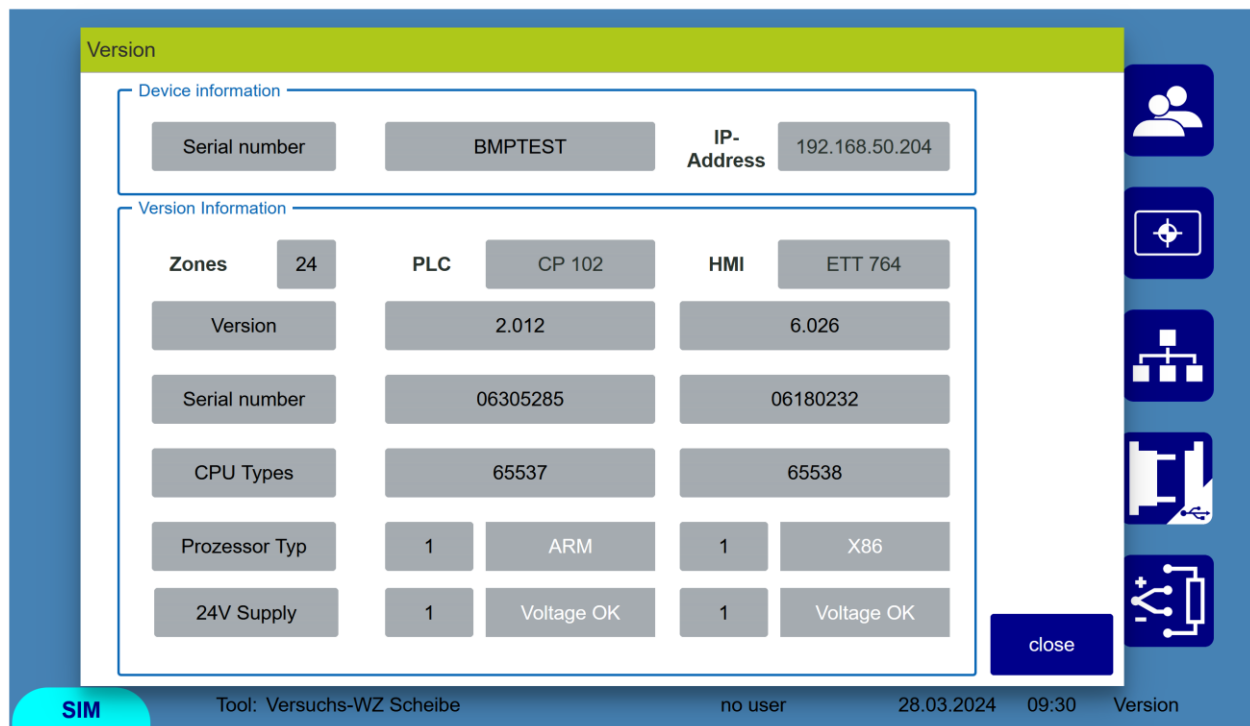 Version
Device information
Serial number BMPTEST IP-Address 192.168.50.204
Version Information
Zones 24 PLC CP 102 HMI ETT 764
Version 2.012 6.026
Serial number 06305285 06180232
CPU Types 65537 65538
Prozessor Typ 1 ARM 1 X86
24V Supply 1 Voltage OK 1 Voltage OK
close
SIM Tool: Versuchs-WZ Scheibe no user 28.03.2024 09:30 Version